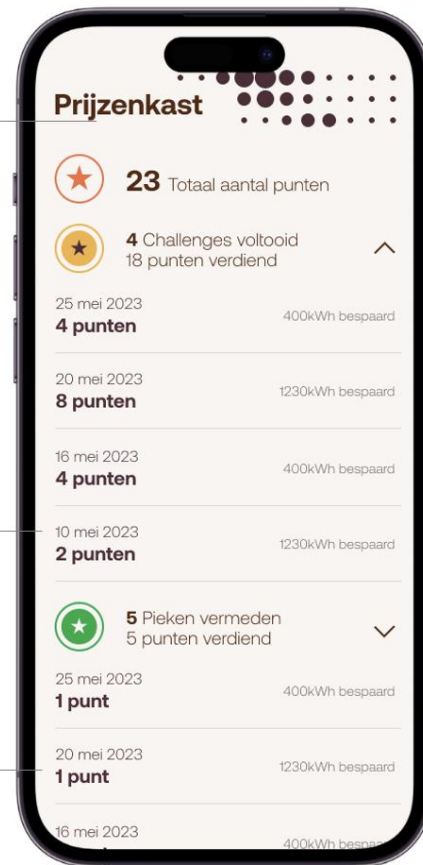 Prijzenkast
23 Totaal aantal punten
4 Challenges voltooid
18 punten verdiend
25 mei 2023
4 punten
400kWh bespaard
20 mei 2023
8 punten
1230kWh bespaard
16 mei 2023
4 punten
400kWh bespaard
10 mei 2023
2 punten
1230kWh bespaard
5 Pieken vermeden
5 punten verdiend
25 mei 2023
1 punt
400kWh bespaard
20 mei 2023
1 punt
1230kWh bespaard
16 mei 2023
400kWh